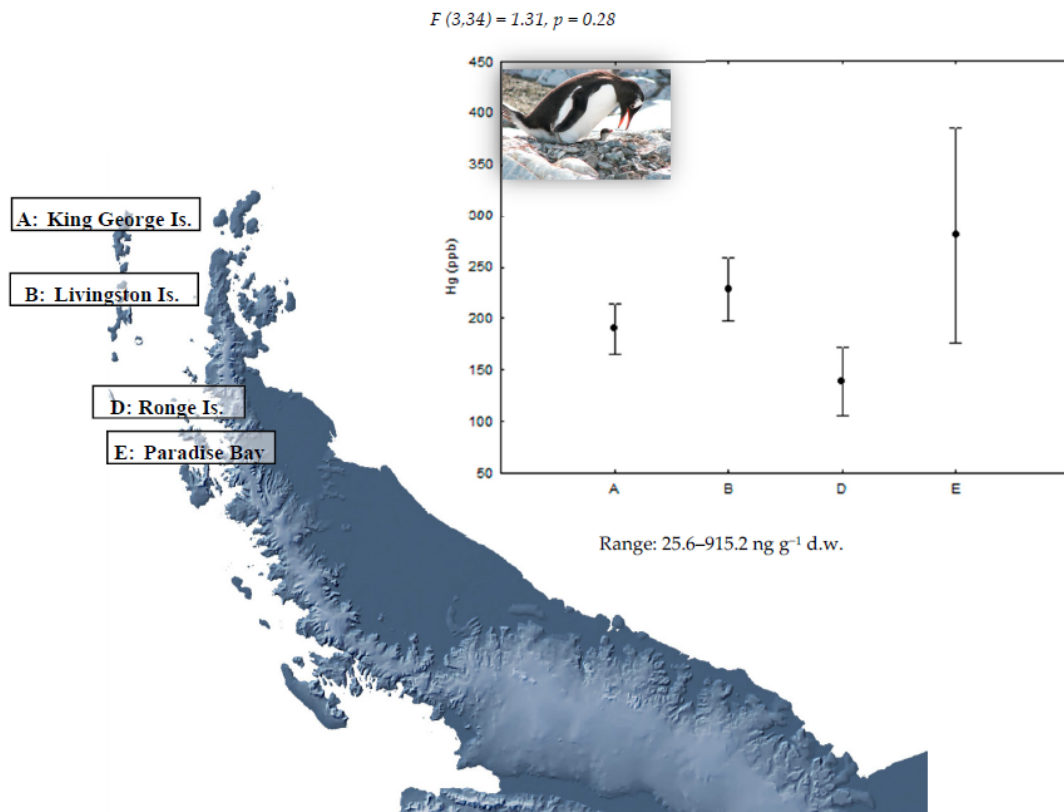 F (3,34) = 1.31, p = 0.28
A: King George Is.
B: Livingston Is.
D: Ronge Is.
E: Paradise Bay
Hg (ppb)
450
400
350
300
250
200
150
100
50
A B D E
Range: 25.6–915.2 ng g⁻¹ d.w.